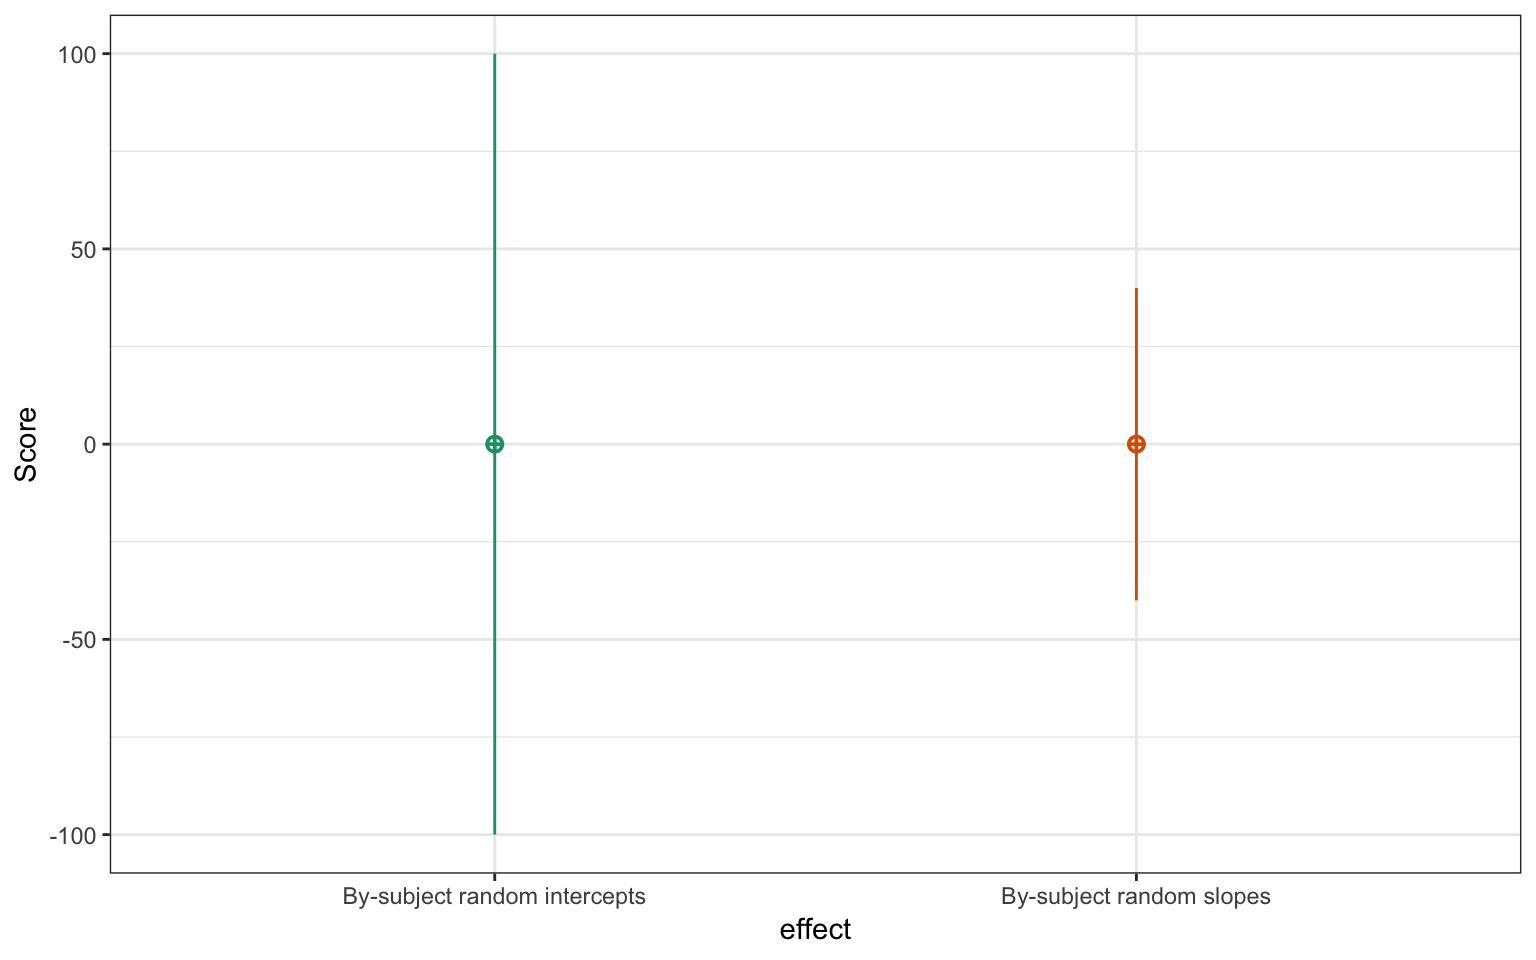 100
50
0
-50
-100
Score
By-subject random intercepts
By-subject random slopes
effect